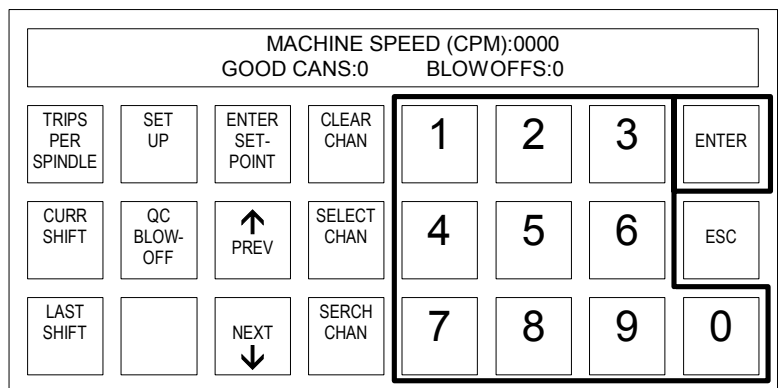 MACHINE SPEED (CPM):0000
GOOD CANS:0 BLOWOFFS:0
TRIPS
PER
SPINDLE
SET
UP
ENTER
SET-
POINT
CLEAR
CHAN
1
2
3
ENTER
CURR
SHIFT
QC
BLOW-
OFF
↑
PREV
SELECT
CHAN
4
5
6
ESC
LAST
SHIFT
NEXT
↓
SERCH
CHAN
7
8
9
0